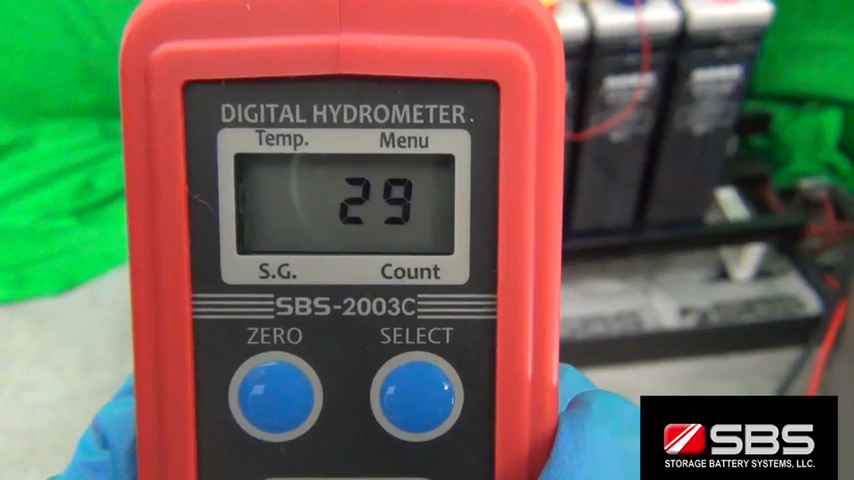 DIGITAL HYDROMETER
Temp. Menu
29
S.G. Count
SBS-2003C
ZERO SELECT
SBS
STORAGE BATTERY SYSTEMS, LLC.